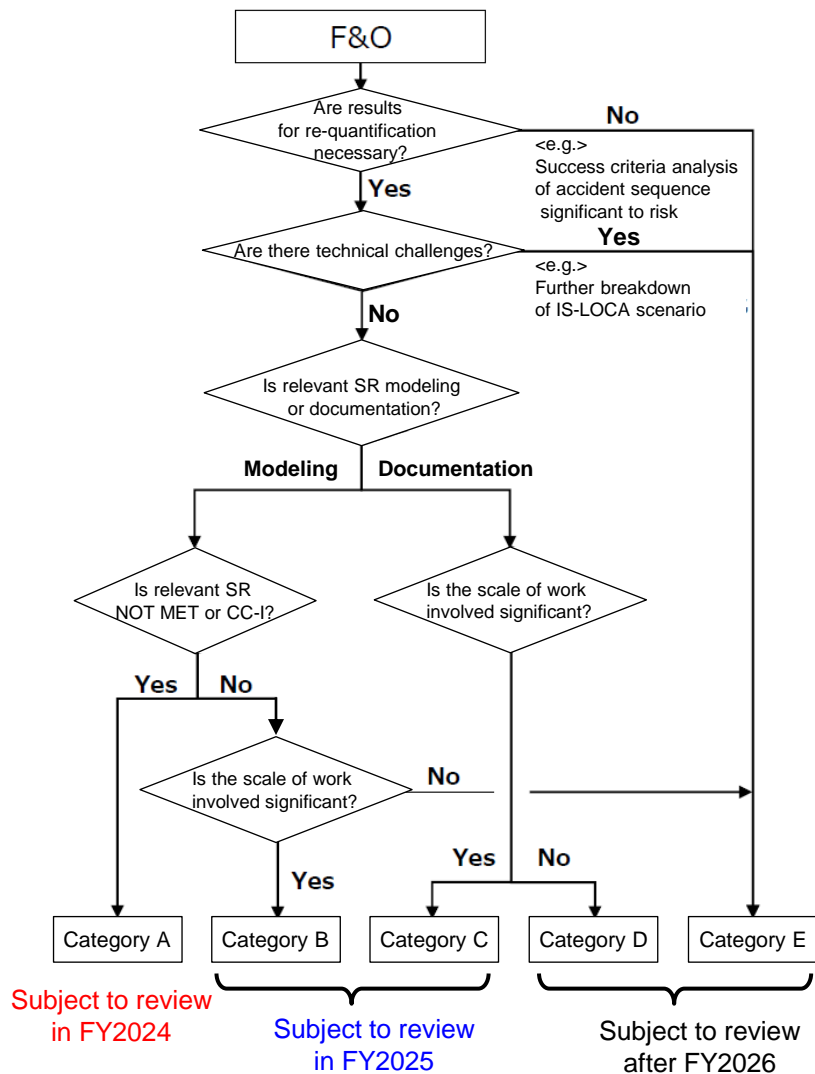 F&O
Are results
for re-quantification
necessary?
No
<e.g.>
Success criteria analysis
of accident sequence
significant to risk
Yes
Are there technical challenges?
Yes
<e.g.>
Further breakdown
of IS-LOCA scenario
No
Is relevant SR modeling
or documentation?
Modeling
Documentation
Is relevant SR
NOT MET or CC-I?
Is the scale of work
involved significant?
Yes
No
Is the scale of work
involved significant?
No
Yes
Yes
No
Category A
Category B
Category C
Category D
Category E
Subject to review
in FY2024
Subject to review
in FY2025
Subject to review
after FY2026